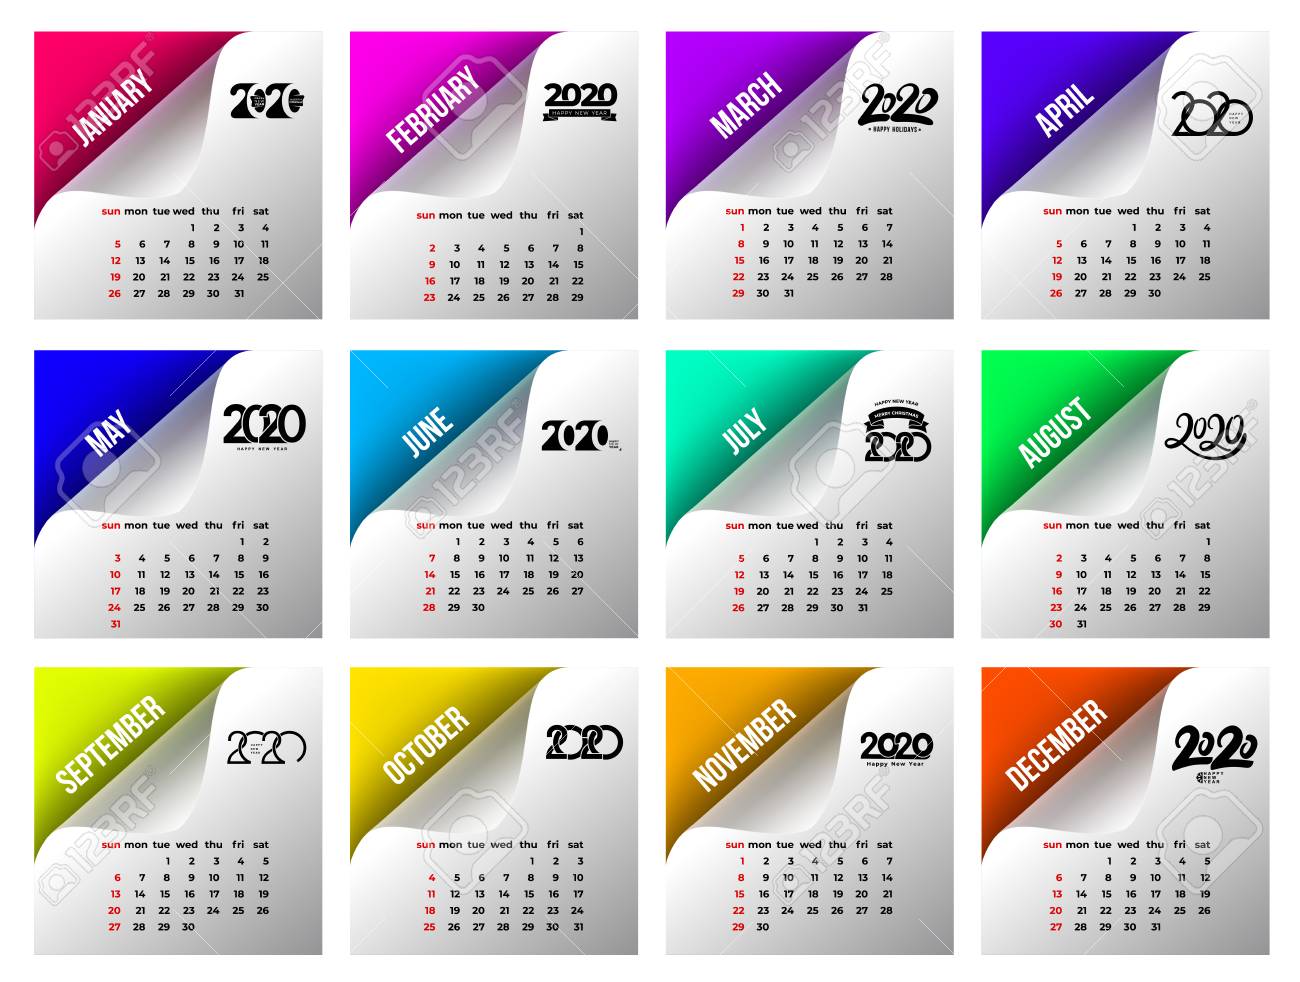 JANUARY
2020
sun mon tue wed thu fri sat
1 2 3 4
5 6 7 8 9 10 11
12 13 14 15 16 17 18
19 20 21 22 23 24 25
26 27 28 29 30 31
FEBRUARY
2020
HAPPY NEW YEAR
sun mon tue wed thu fri sat
1
2 3 4 5 6 7 8
9 10 11 12 13 14 15
16 17 18 19 20 21 22
23 24 25 26 27 28 29
MARCH
2020
• HAPPY HOLIDAYS •
sun mon tue wed thu fri sat
1 2 3 4 5 6 7
8 9 10 11 12 13 14
15 16 17 18 19 20 21
22 23 24 25 26 27 28
29 30 31
APRIL
2020
HAPPY
NEW
YEAR
sun mon tue wed thu fri sat
1 2 3 4
5 6 7 8 9 10 11
12 13 14 15 16 17 18
19 20 21 22 23 24 25
26 27 28 29 30
MAY
2020
HAPPY NEW YEAR
sun mon tue wed thu fri sat
1 2
3 4 5 6 7 8 9
10 11 12 13 14 15 16
17 18 19 20 21 22 23
24 25 26 27 28 29 30
31
JUNE
2020
HAPPY
NEW
YEAR
sun mon tue wed thu fri sat
1 2 3 4 5 6
7 8 9 10 11 12 13
14 15 16 17 18 19 20
21 22 23 24 25 26 27
28 29 30
JULY
HAPPY NEW YEAR
MERRY CHRISTMAS
2020
sun mon tue wed thu fri sat
1 2 3 4
5 6 7 8 9 10 11
12 13 14 15 16 17 18
19 20 21 22 23 24 25
26 27 28 29 30 31
AUGUST
2020
sun mon tue wed thu fri sat
1
2 3 4 5 6 7 8
9 10 11 12 13 14 15
16 17 18 19 20 21 22
23 24 25 26 27 28 29
30 31
SEPTEMBER
2020
HAPPY
NEW
YEAR
sun mon tue wed thu fri sat
1 2 3 4 5
6 7 8 9 10 11 12
13 14 15 16 17 18 19
20 21 22 23 24 25 26
27 28 29 30
OCTOBER
2020
sun mon tue wed thu fri sat
1 2 3
4 5 6 7 8 9 10
11 12 13 14 15 16 17
18 19 20 21 22 23 24
25 26 27 28 29 30 31
NOVEMBER
2020
Happy New Year
sun mon tue wed thu fri sat
1 2 3 4 5 6 7
8 9 10 11 12 13 14
15 16 17 18 19 20 21
22 23 24 25 26 27 28
29 30
DECEMBER
2020
HAPPY
NEW
YEAR
sun mon tue wed thu fri sat
1 2 3 4 5
6 7 8 9 10 11 12
13 14 15 16 17 18 19
20 21 22 23 24 25 26
27 28 29 30 31
123RF